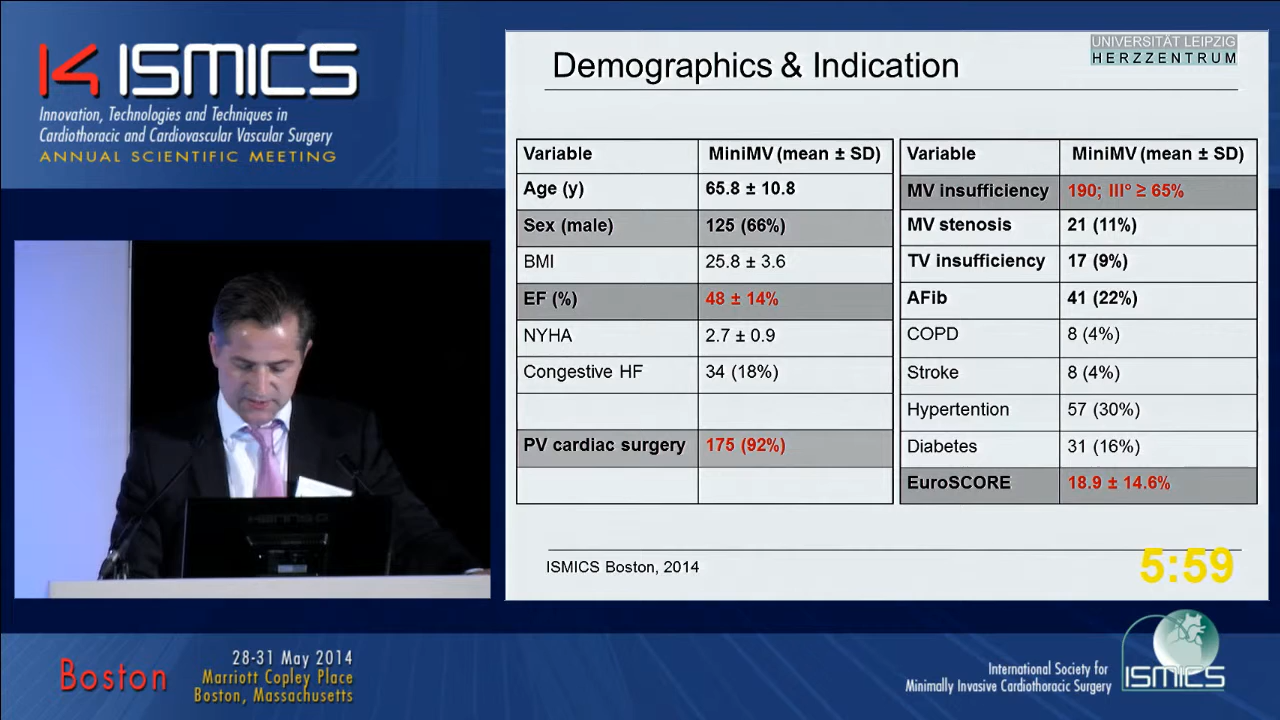 14 ISMICS
Innovation, Technologies and Techniques in
Cardiothoracic and Cardiovascular Vascular Surgery
ANNUAL SCIENTIFIC MEETING
UNIVERSITÄT LEIPZIG
HERZZENTRUM
Demographics & Indication
Variable MiniMV (mean ± SD)
Age (y) 65.8 ± 10.8
Sex (male) 125 (66%)
BMI 25.8 ± 3.6
EF (%) 48 ± 14%
NYHA 2.7 ± 0.9
Congestive HF 34 (18%)
PV cardiac surgery 175 (92%)
Variable MiniMV (mean ± SD)
MV insufficiency 190; IIIº ≥ 65%
MV stenosis 21 (11%)
TV insufficiency 17 (9%)
AFib 41 (22%)
COPD 8 (4%)
Stroke 8 (4%)
Hypertention 57 (30%)
Diabetes 31 (16%)
EuroSCORE 18.9 ± 14.6%
ISMICS Boston, 2014
5:59
Boston
28-31 May 2014
Marriott Copley Place
Boston, Massachusetts
International Society for
Minimally Invasive Cardiothoracic Surgery
ISMICS